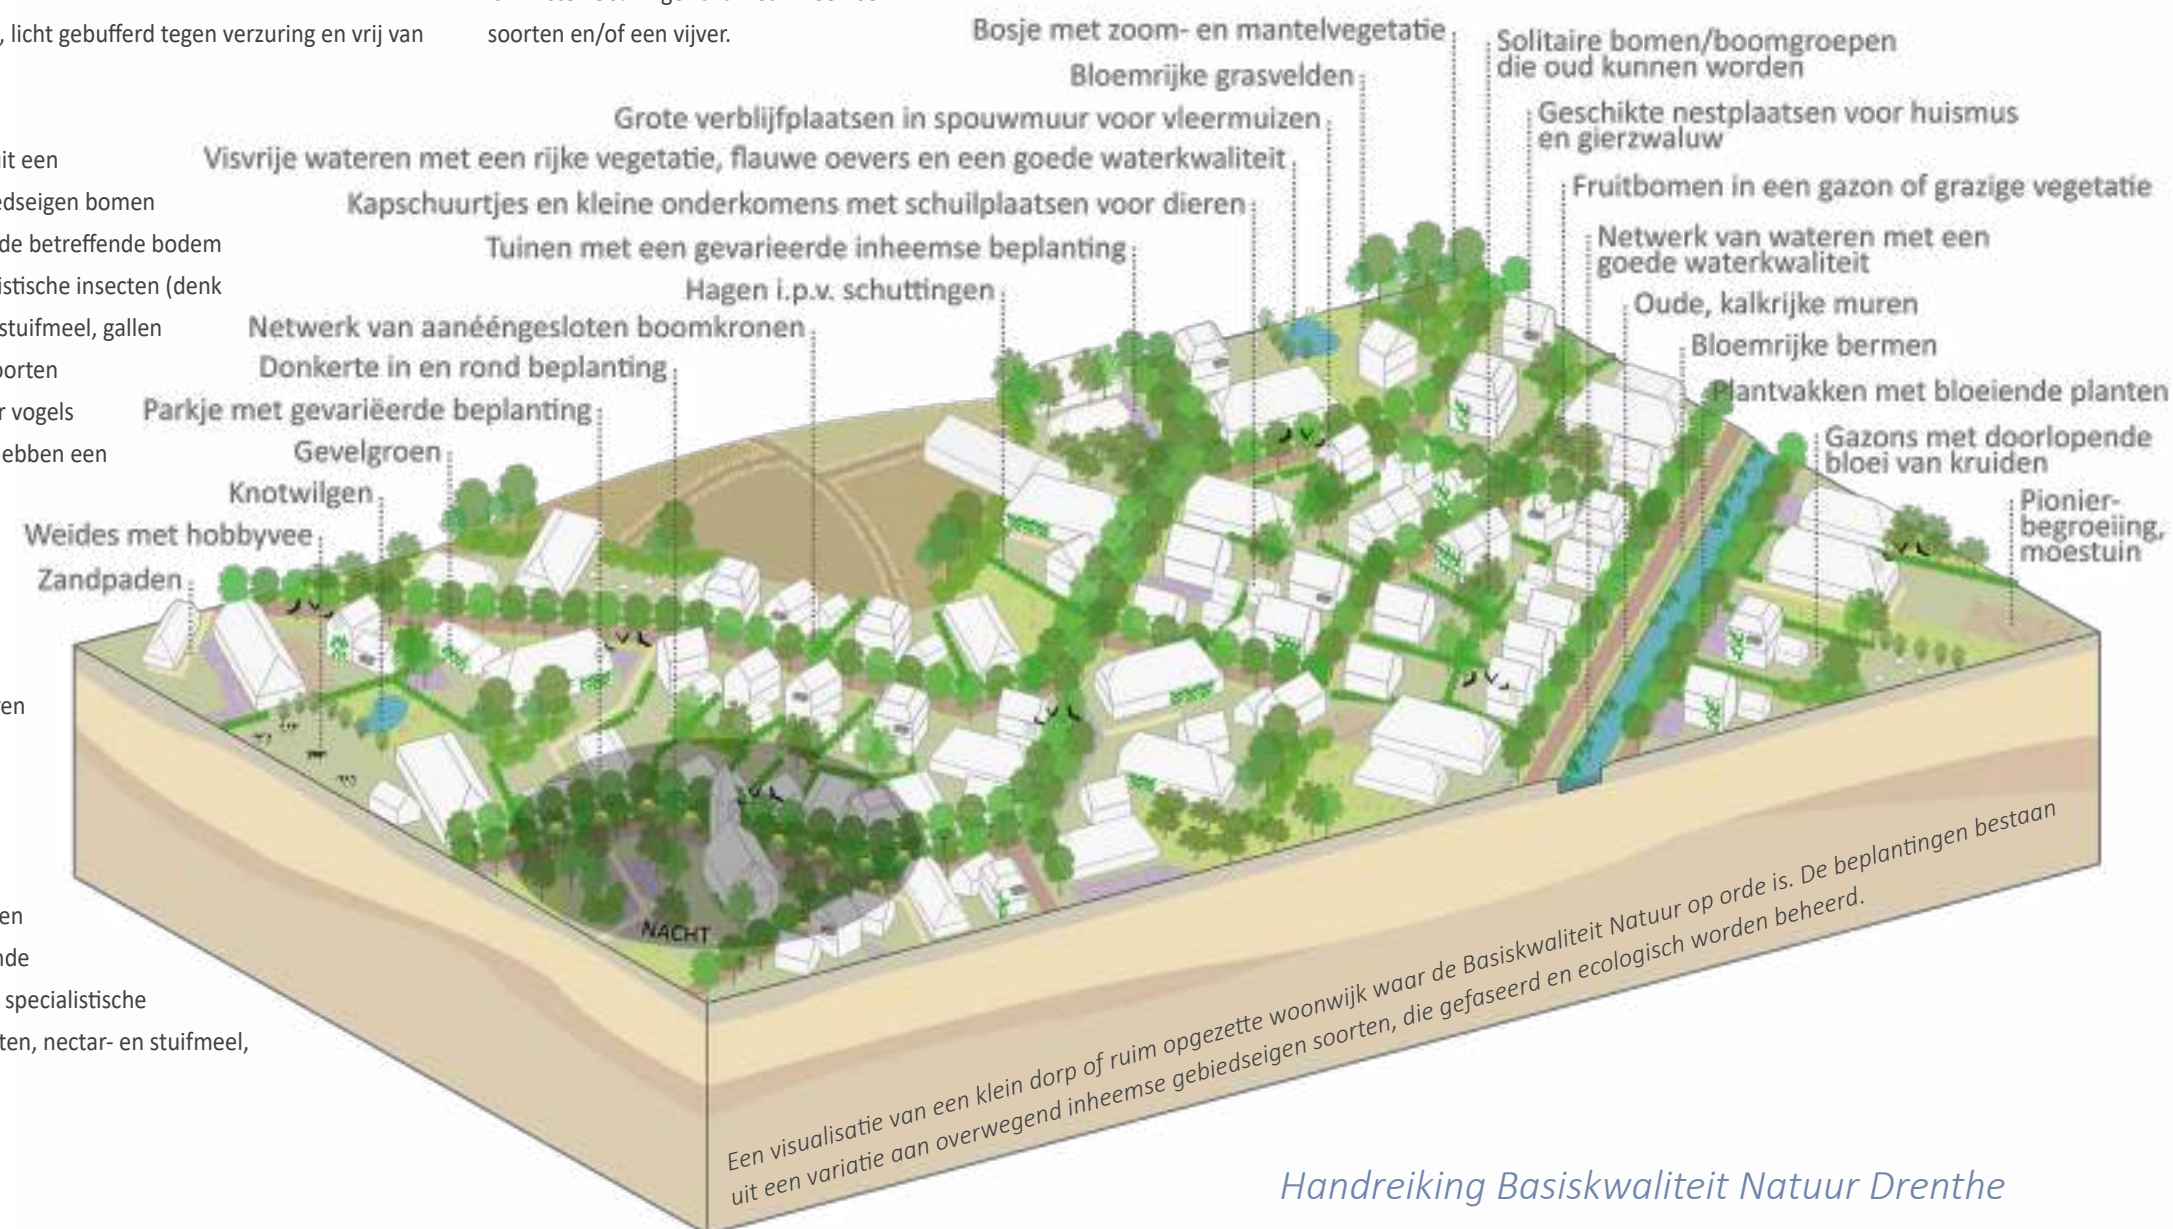 , licht gebufferd tegen verzuring en vrij van
it een
edseigen bomen
de betreffende bodem
istische insecten (denk
stuifmeel, gallen
oorten
r vogels
ebben een
en
en
nde
specialistische
ten, nectar- en stuifmeel,
soorten en/of een vijver.
Bosje met zoom- en mantelvegetatie
Bloemrijke grasvelden
Grote verblijfplaatsen in spouwmuur voor vleermuizen
Visvrije wateren met een rijke vegetatie, flauwe oevers en een goede waterkwaliteit
Kapschuurtjes en kleine onderkomens met schuilplaatsen voor dieren
Tuinen met een gevarieerde inheemse beplanting
Hagen i.p.v. schuttingen
Netwerk van aanééngesloten boomkronen
Donkerte in en rond beplanting
Parkje met gevariëerde beplanting
Gevelgroen
Knotwilgen
Weides met hobbyvee
Zandpaden
Solitaire bomen/boomgroepen
die oud kunnen worden
Geschikte nestplaatsen voor huismus
en gierzwaluw
Fruitbomen in een gazon of grazige vegetatie
Netwerk van wateren met een
goede waterkwaliteit
Oude, kalkrijke muren
Bloemrijke bermen
Plantvakken met bloeiende planten
Gazons met doorlopende
bloei van kruiden
Pionier-
begroeiing,
moestuin
NACHT
Een visualisatie van een klein dorp of ruim opgezette woonwijk waar de Basiskwaliteit Natuur op orde is. De beplantingen bestaan
uit een variatie aan overwegend inheemse gebiedseigen soorten, die gefaseerd en ecologisch worden beheerd.
Handreiking Basiskwaliteit Natuur Drenthe